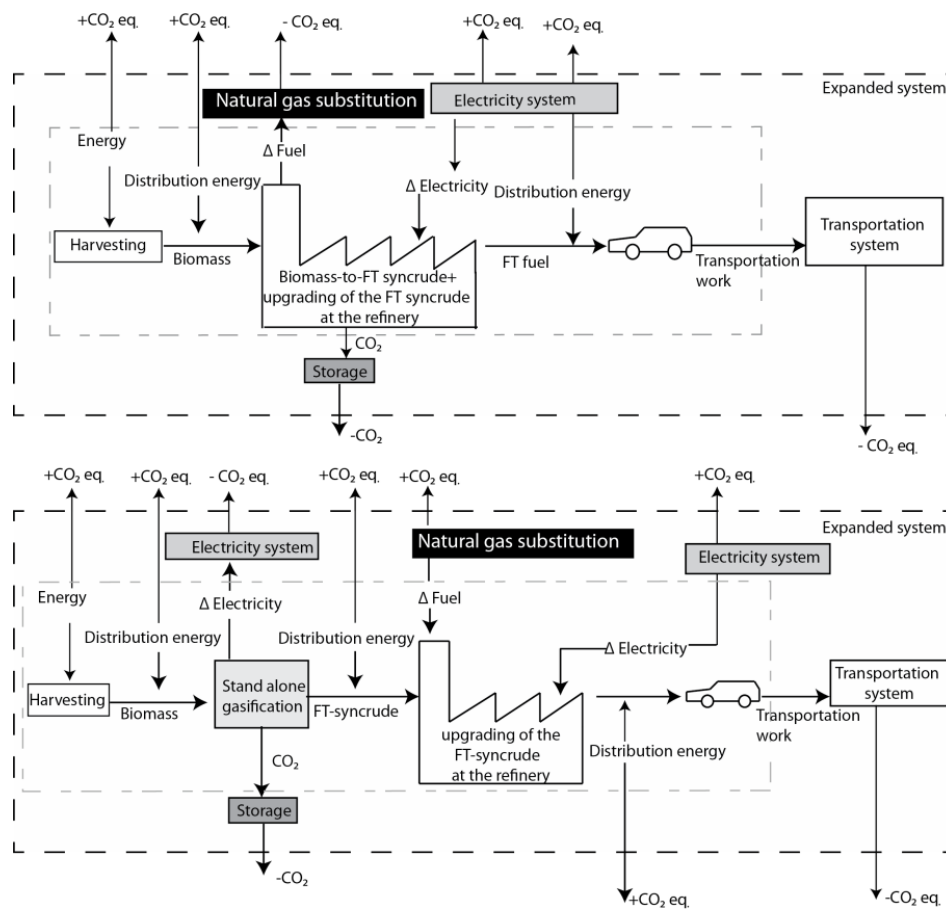 +CO₂ eq.
+CO₂ eq.
- CO₂ eq.
+CO₂ eq.
+CO₂ eq.
Expanded system
Natural gas substitution
Electricity system
Energy
Δ Fuel
Distribution energy
Δ Electricity
Distribution energy
Harvesting
Biomass
FT fuel
Transportation
work
Transportation
system
Biomass-to-FT syncrude+
upgrading of the FT syncrude
at the refinery
CO₂
Storage
-CO₂
- CO₂ eq.
+CO₂ eq.
+CO₂ eq.
- CO₂ eq.
+CO₂ eq.
+CO₂ eq.
+CO₂ eq.
Expanded system
Electricity system
Natural gas substitution
Electricity system
Energy
Δ Electricity
Δ Fuel
Distribution energy
Distribution energy
Δ Electricity
Harvesting
Biomass
Stand alone
gasification
FT-syncrude
upgrading of the
FT-syncrude
at the refinery
Distribution energy
Transportation
work
Transportation
system
CO₂
Storage
-CO₂
+CO₂ eq.
-CO₂ eq.